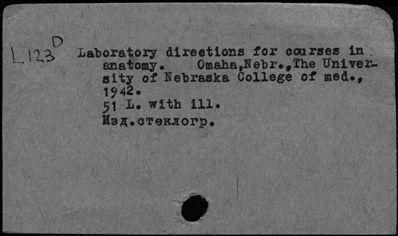 D
L123
Laboratory directions for courses in
anatomy. Omaha,Nebr.,The Univer-
sity of Nebraska College of med.,
1942.
51 L. with ill.
Изд.стеклогр.